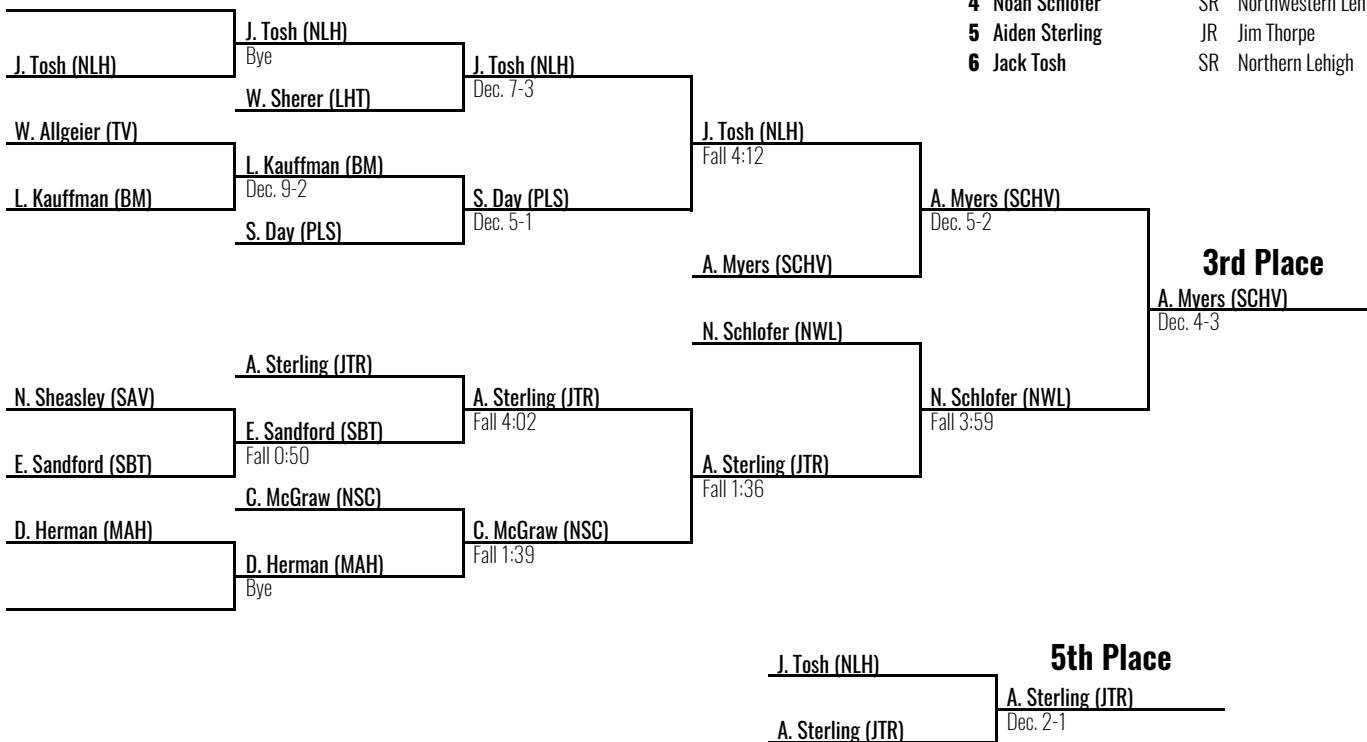 4 Noah Schlofer SR Northwestern Leh
5 Aiden Sterling JR Jim Thorpe
6 Jack Tosh SR Northern Lehigh
J. Tosh (NLH)
Bye
J. Tosh (NLH)
J. Tosh (NLH)
Dec. 7-3
W. Sherer (LHT)
W. Allgeier (TV)
J. Tosh (NLH)
Fall 4:12
L. Kauffman (BM)
Dec. 9-2
L. Kauffman (BM)
S. Day (PLS)
Dec. 5-1
A. Myers (SCHV)
Dec. 5-2
S. Day (PLS)
A. Myers (SCHV)
3rd Place
A. Myers (SCHV)
Dec. 4-3
N. Schlofer (NWL)
A. Sterling (JTR)
N. Sheasley (SAV)
A. Sterling (JTR)
Fall 4:02
N. Schlofer (NWL)
Fall 3:59
E. Sandford (SBT)
Fall 0:50
E. Sandford (SBT)
A. Sterling (JTR)
Fall 1:36
C. McGraw (NSC)
D. Herman (MAH)
C. McGraw (NSC)
Fall 1:39
D. Herman (MAH)
Bye
5th Place
J. Tosh (NLH)
A. Sterling (JTR)
Dec. 2-1
A. Sterling (JTR)